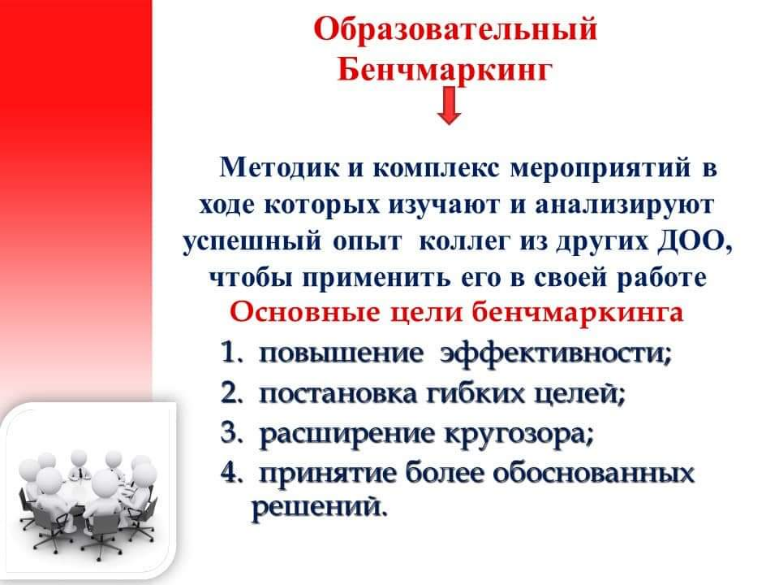 Образовательный
Бенчмаркинг
Методик и комплекс мероприятий в
ходе которых изучают и анализируют
успешный опыт коллег из других ДОО,
чтобы применить его в своей работе
Основные цели бенчмаркинга
1. повышение эффективности;
2. постановка гибких целей;
3. расширение кругозора;
4. принятие более обоснованных
решений.